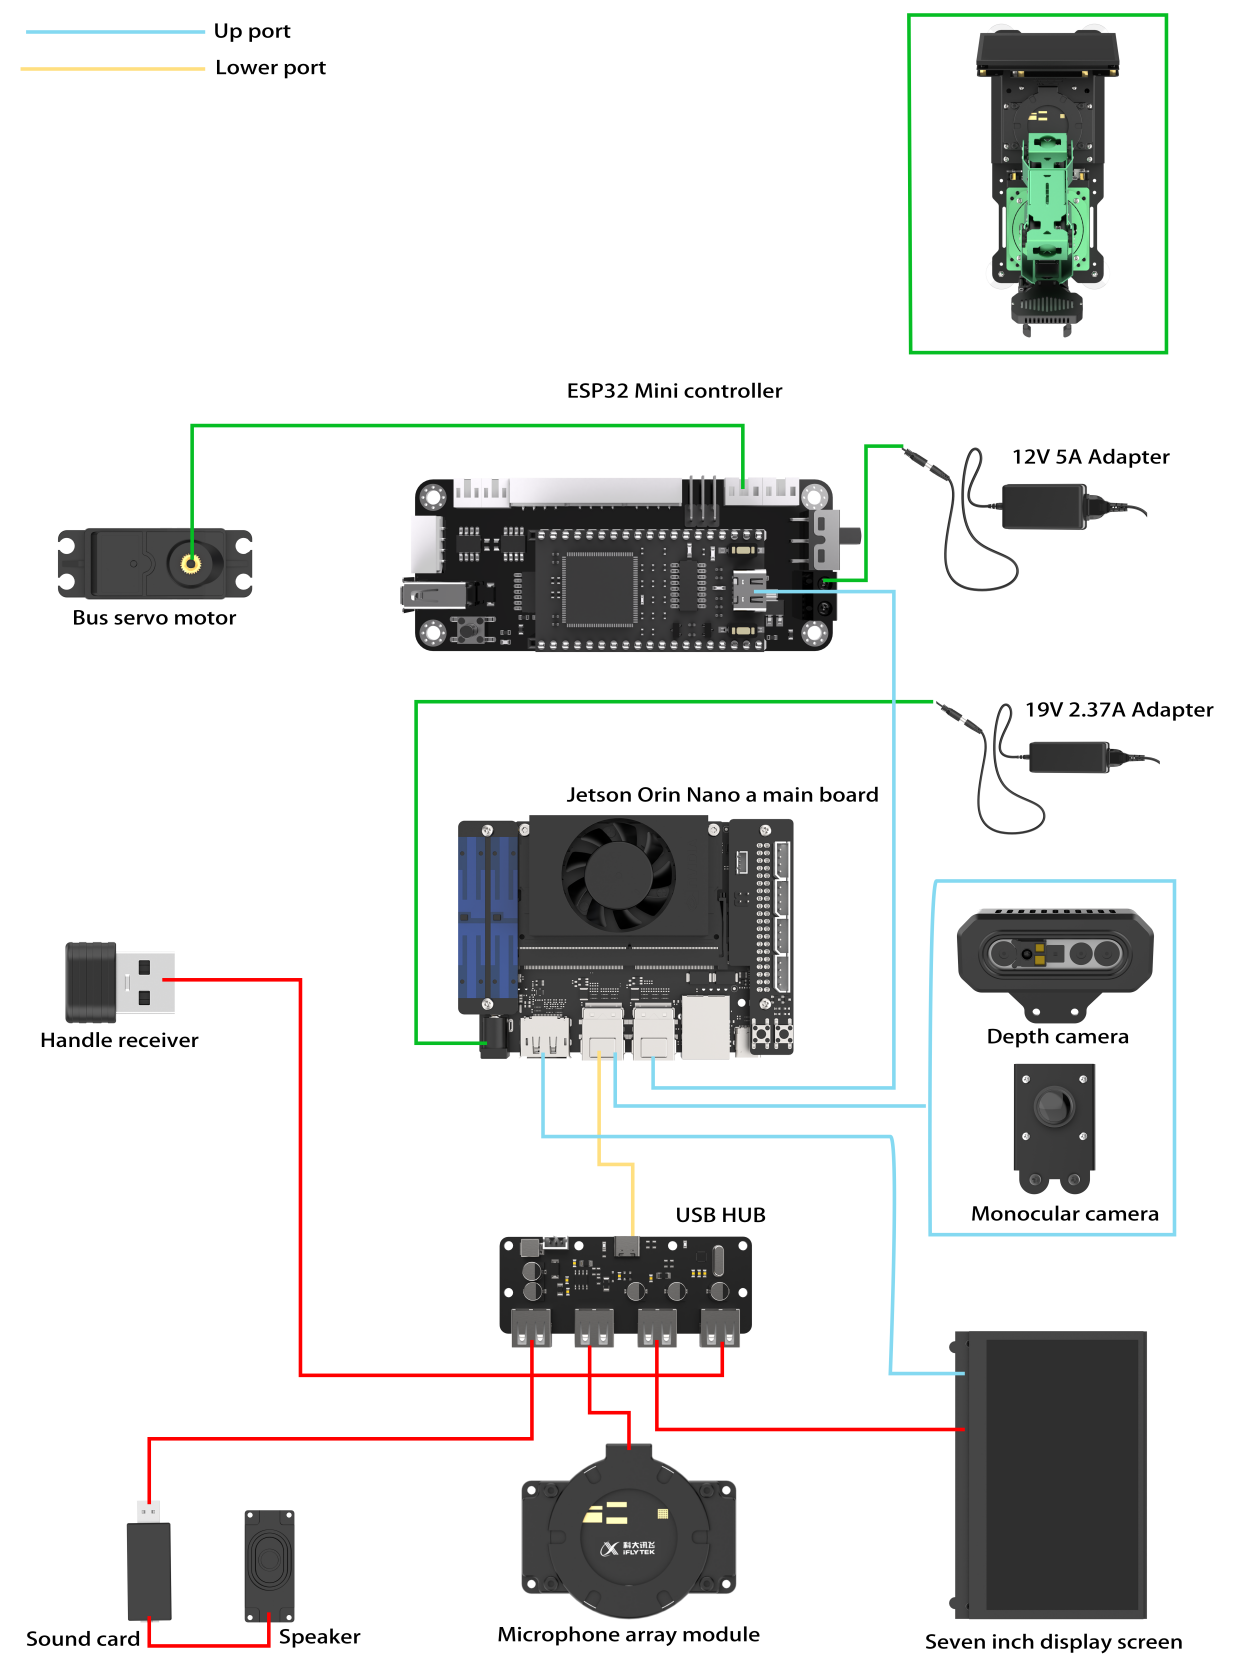 Up port
Lower port
ESP32 Mini controller
12V 5A Adapter
Bus servo motor
19V 2.37A Adapter
Jetson Orin Nano a main board
Handle receiver
Depth camera
Monocular camera
USB HUB
科大讯飞
iFLYTEK
Sound card
Speaker
Microphone array module
Seven inch display screen